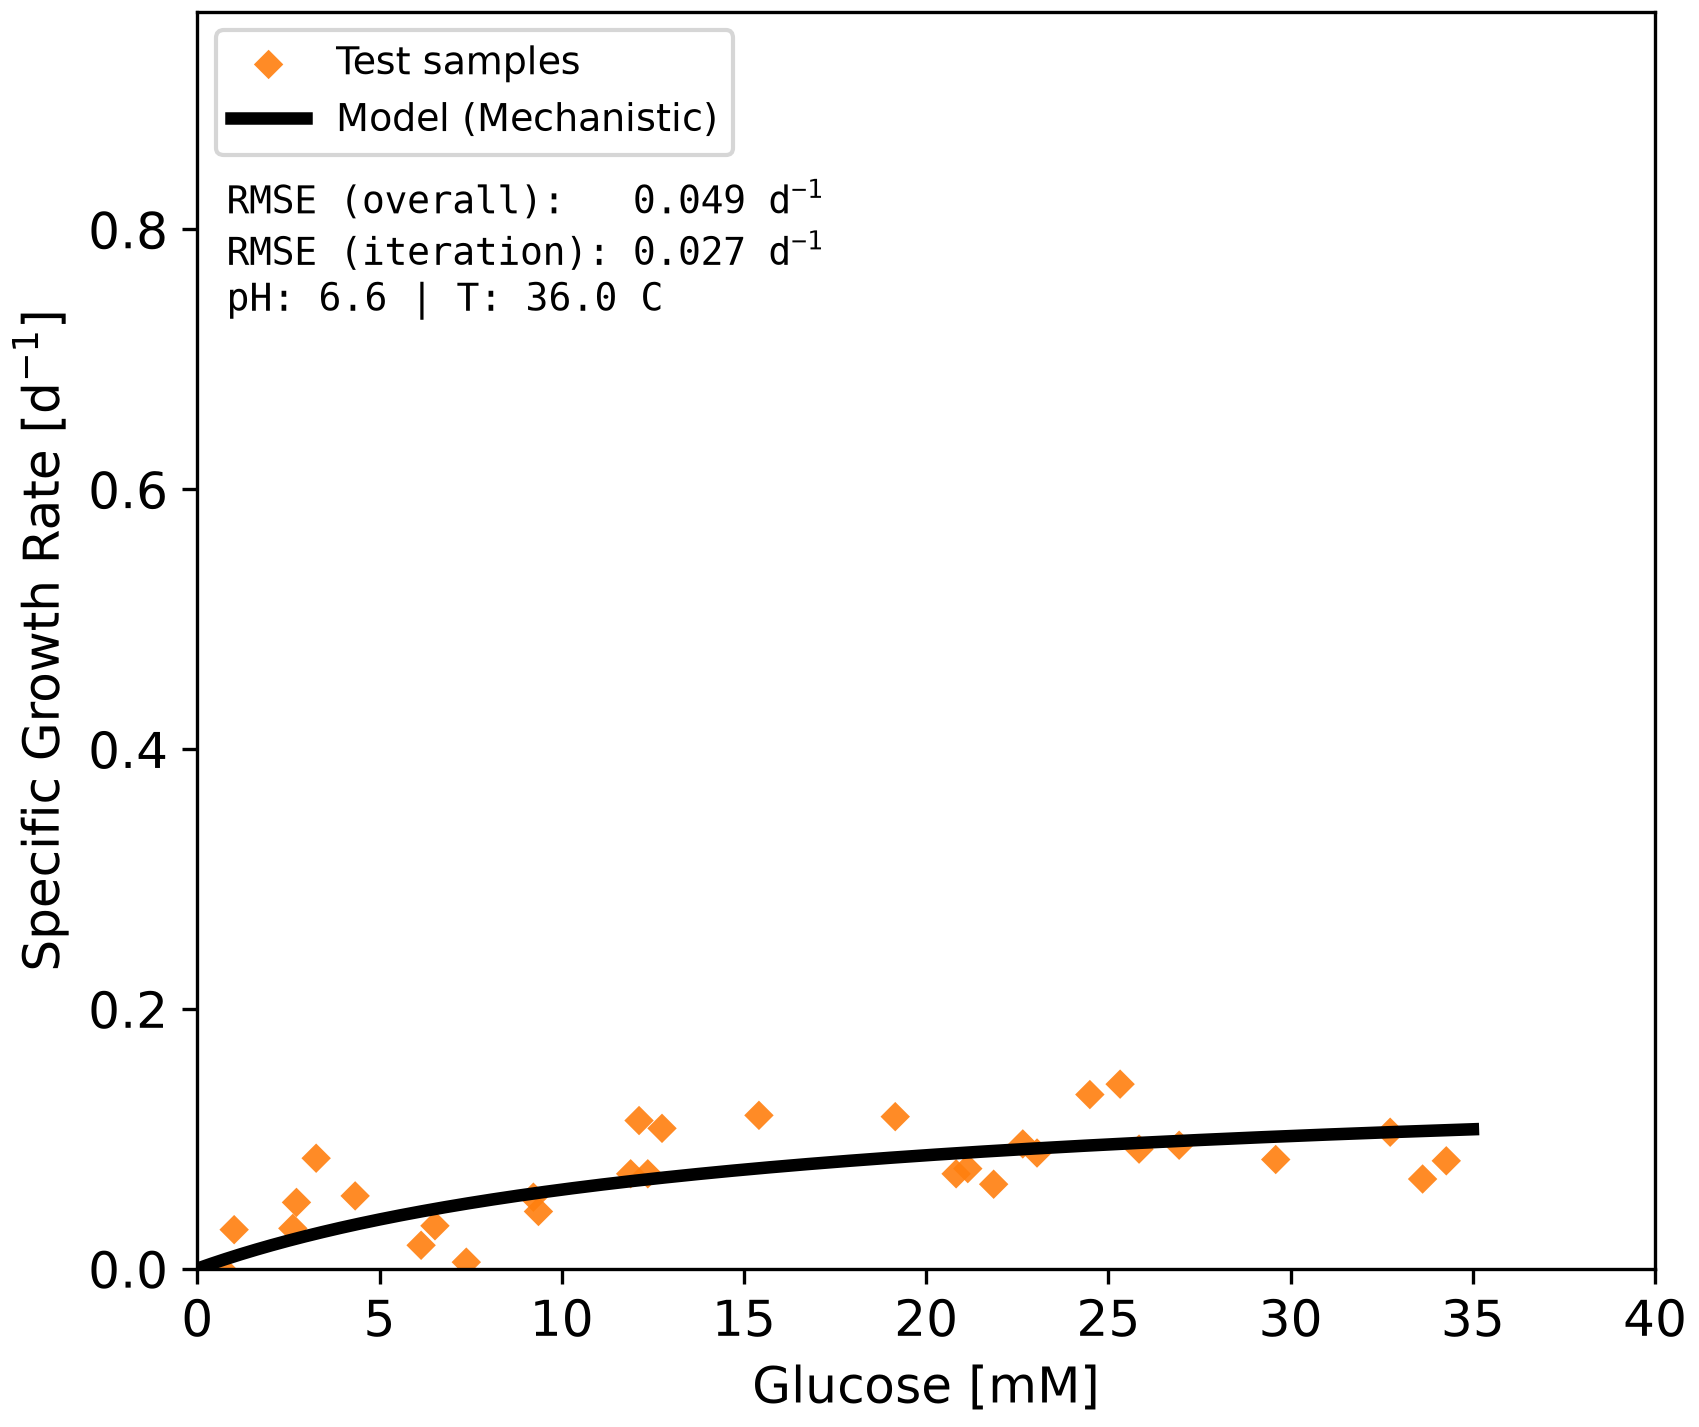 Test samples
Model (Mechanistic)
RMSE (overall): 0.049 d⁻¹
RMSE (iteration): 0.027 d⁻¹
pH: 6.6 | T: 36.0 C
0.8
0.6
0.4
0.2
0.0
Specific Growth Rate [d⁻¹]
0 5 10 15 20 25 30 35 40
Glucose [mM]